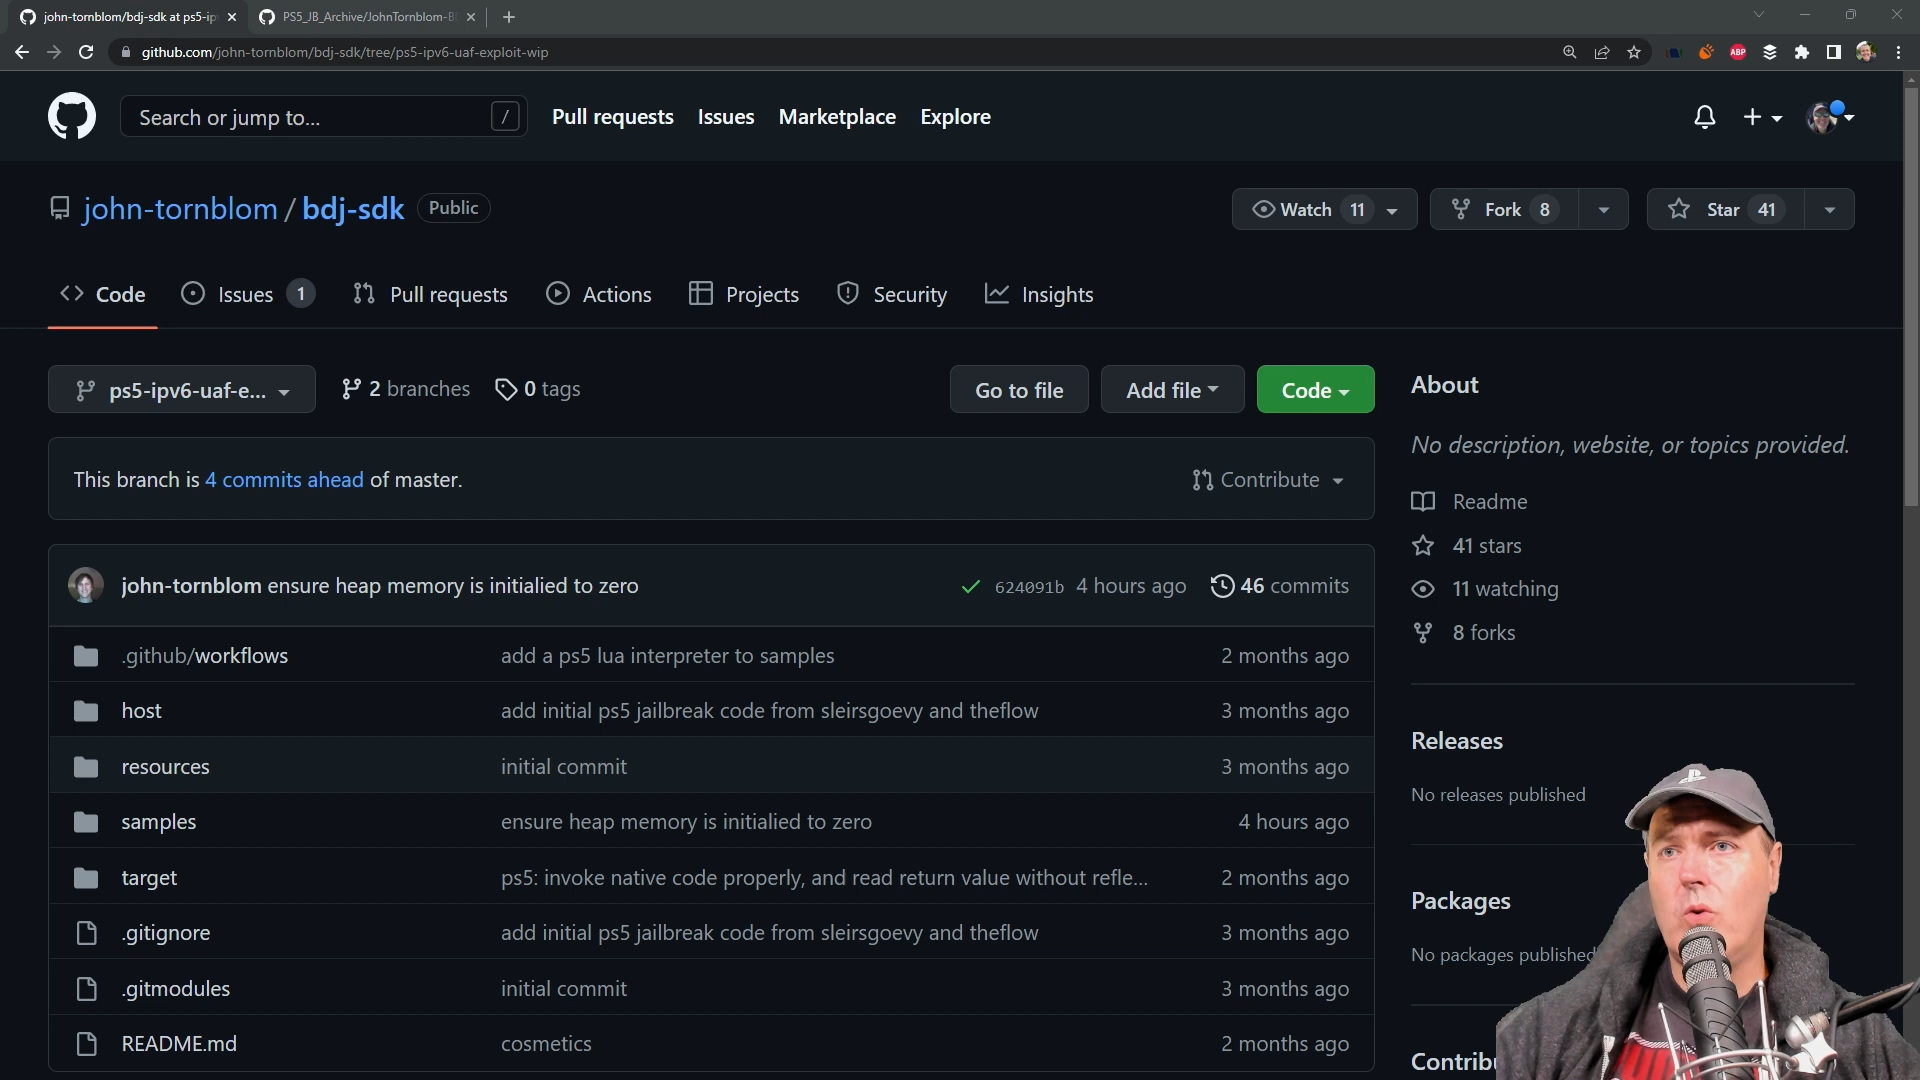 john-tornblom/bdj-sdk at ps5-ip
PS5_JB_Archive/JohnTornblom-B
github.com/john-tornblom/bdj-sdk/tree/ps5-ipv6-uaf-exploit-wip
ABP
Search or jump to...
/
Pull requests
Issues
Marketplace
Explore
john-tornblom / bdj-sdk
Public
Watch 11
Fork 8
Star 41
Code
Issues 1
Pull requests
Actions
Projects
Security
Insights
ps5-ipv6-uaf-e...
2 branches
0 tags
Go to file
Add file
Code
About
This branch is 4 commits ahead of master.
Contribute
No description, website, or topics provided.
Readme
41 stars
11 watching
8 forks
john-tornblom ensure heap memory is initialied to zero
624091b 4 hours ago
46 commits
.github/workflows
add a ps5 lua interpreter to samples
2 months ago
host
add initial ps5 jailbreak code from sleirsgoevy and theflow
3 months ago
resources
initial commit
3 months ago
samples
ensure heap memory is initialied to zero
4 hours ago
target
ps5: invoke native code properly, and read return value without refle...
2 months ago
.gitignore
add initial ps5 jailbreak code from sleirsgoevy and theflow
3 months ago
.gitmodules
initial commit
3 months ago
README.md
cosmetics
2 months ago
Releases
No releases published
Packages
No packages published
Contribu